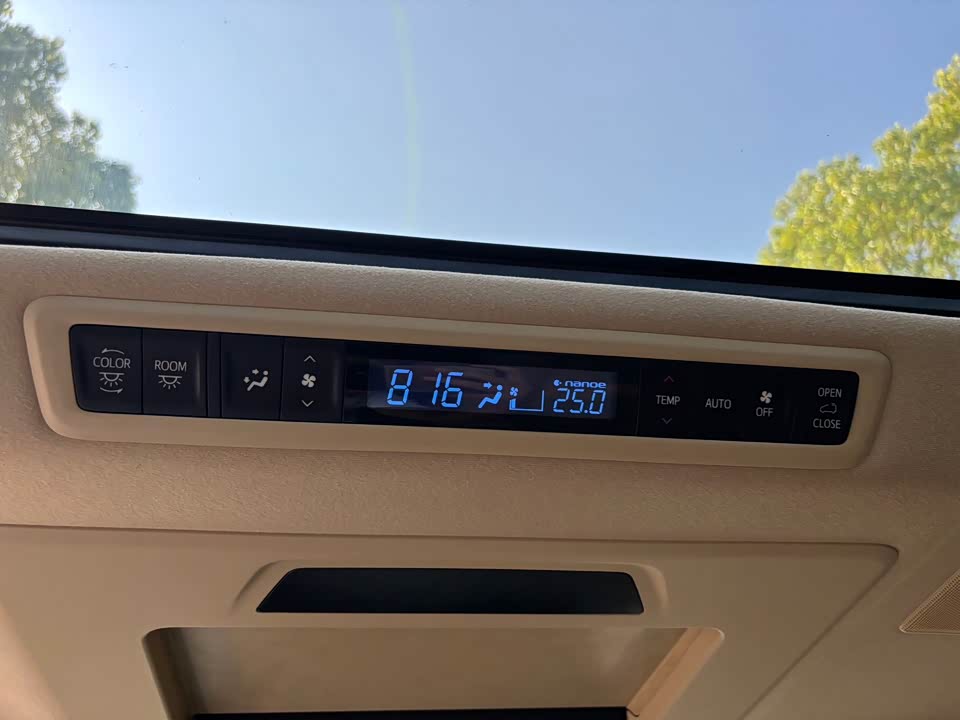 COLOR
ROOM
8 16
nanoe
25.0
TEMP
AUTO
OFF
OPEN
CLOSE